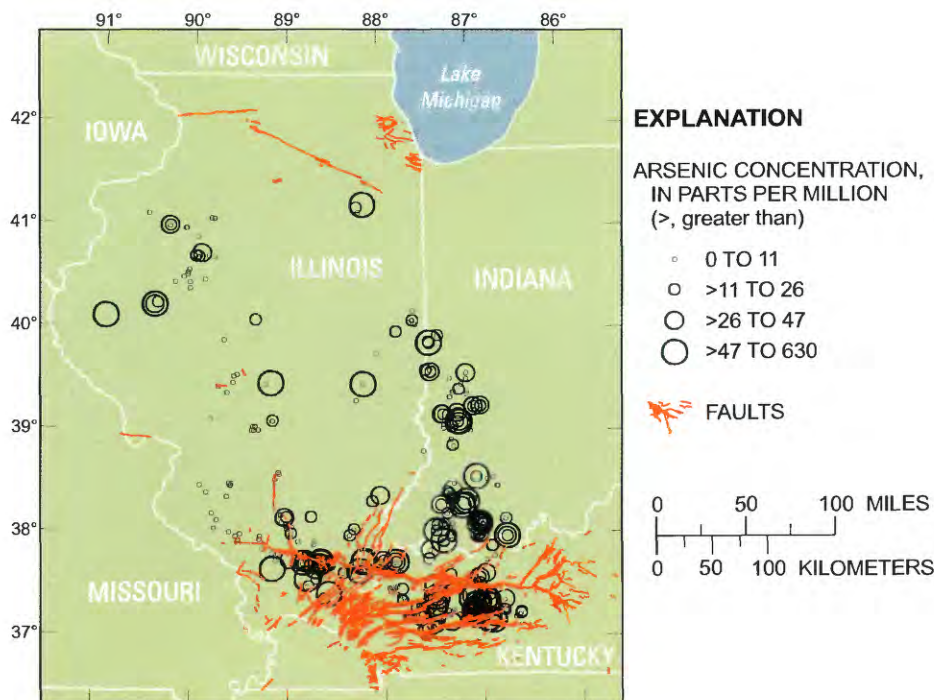 91° 90° 89° 88° 87° 86°
WISCONSIN
Lake
Michigan
42°
IOWA
41°
ILLINOIS
INDIANA
40°
39°
38°
MISSOURI
37°
KENTUCKY
EXPLANATION
ARSENIC CONCENTRATION,
IN PARTS PER MILLION
(>, greater than)
0 TO 11
>11 TO 26
>26 TO 47
>47 TO 630
FAULTS
0 50 100 MILES
0 50 100 KILOMETERS